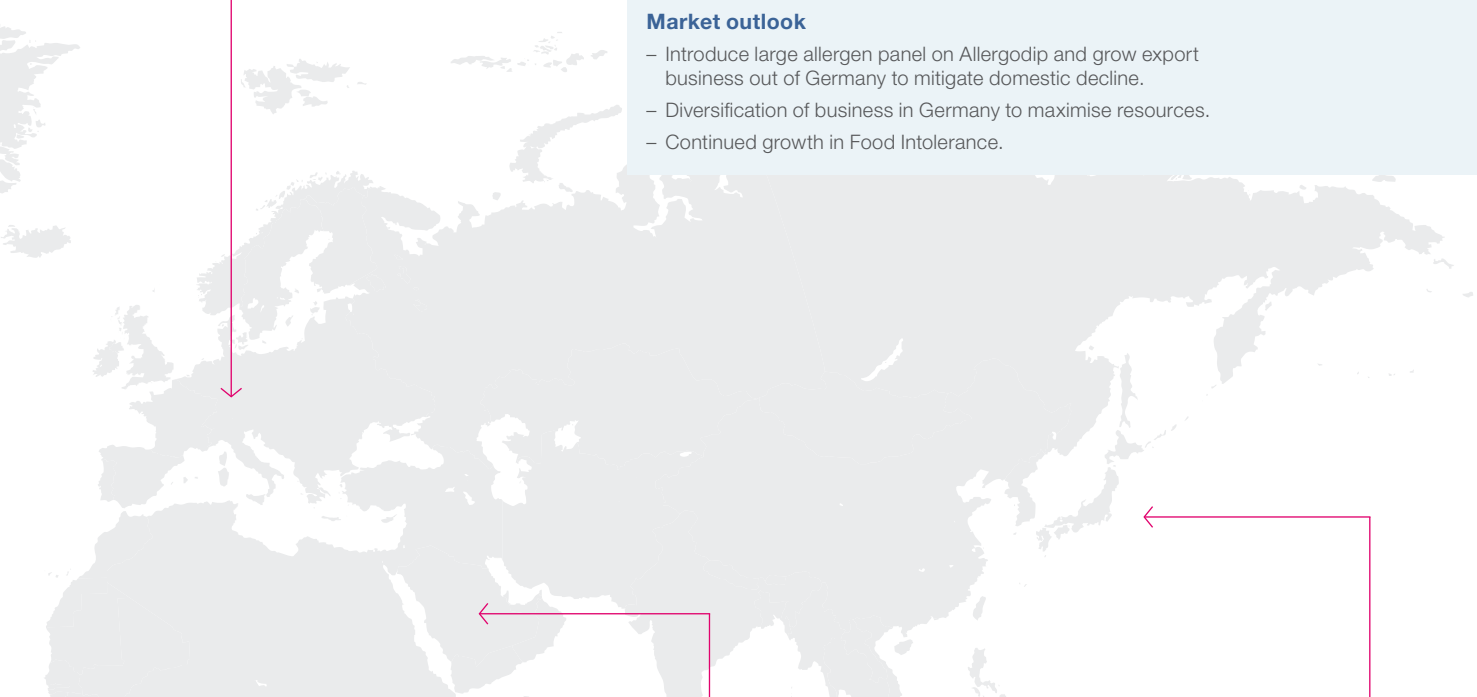 Market outlook
– Introduce large allergen panel on Allergodip and grow export
business out of Germany to mitigate domestic decline.
– Diversification of business in Germany to maximise resources.
– Continued growth in Food Intolerance.